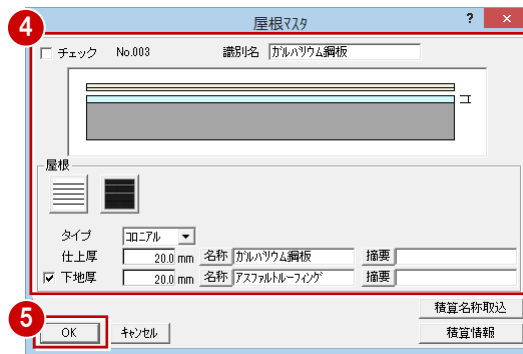 4
屋根ﾏｽﾀ ? ×
チェック No.003 識別名 ｶﾞﾙﾊﾞﾘｳﾑ鋼板
屋根
タイプ ｺﾛﾆｱﾙ
仕上厚 20.0 mm 名称 ｶﾞﾙﾊﾞﾘｳﾑ鋼板 摘要
下地厚 20.0 mm 名称 ｱｽﾌｧﾙﾄﾙｰﾌｨﾝｸﾞ 摘要
積算名称取込
5
OK ｷｬﾝｾﾙ 積算情報